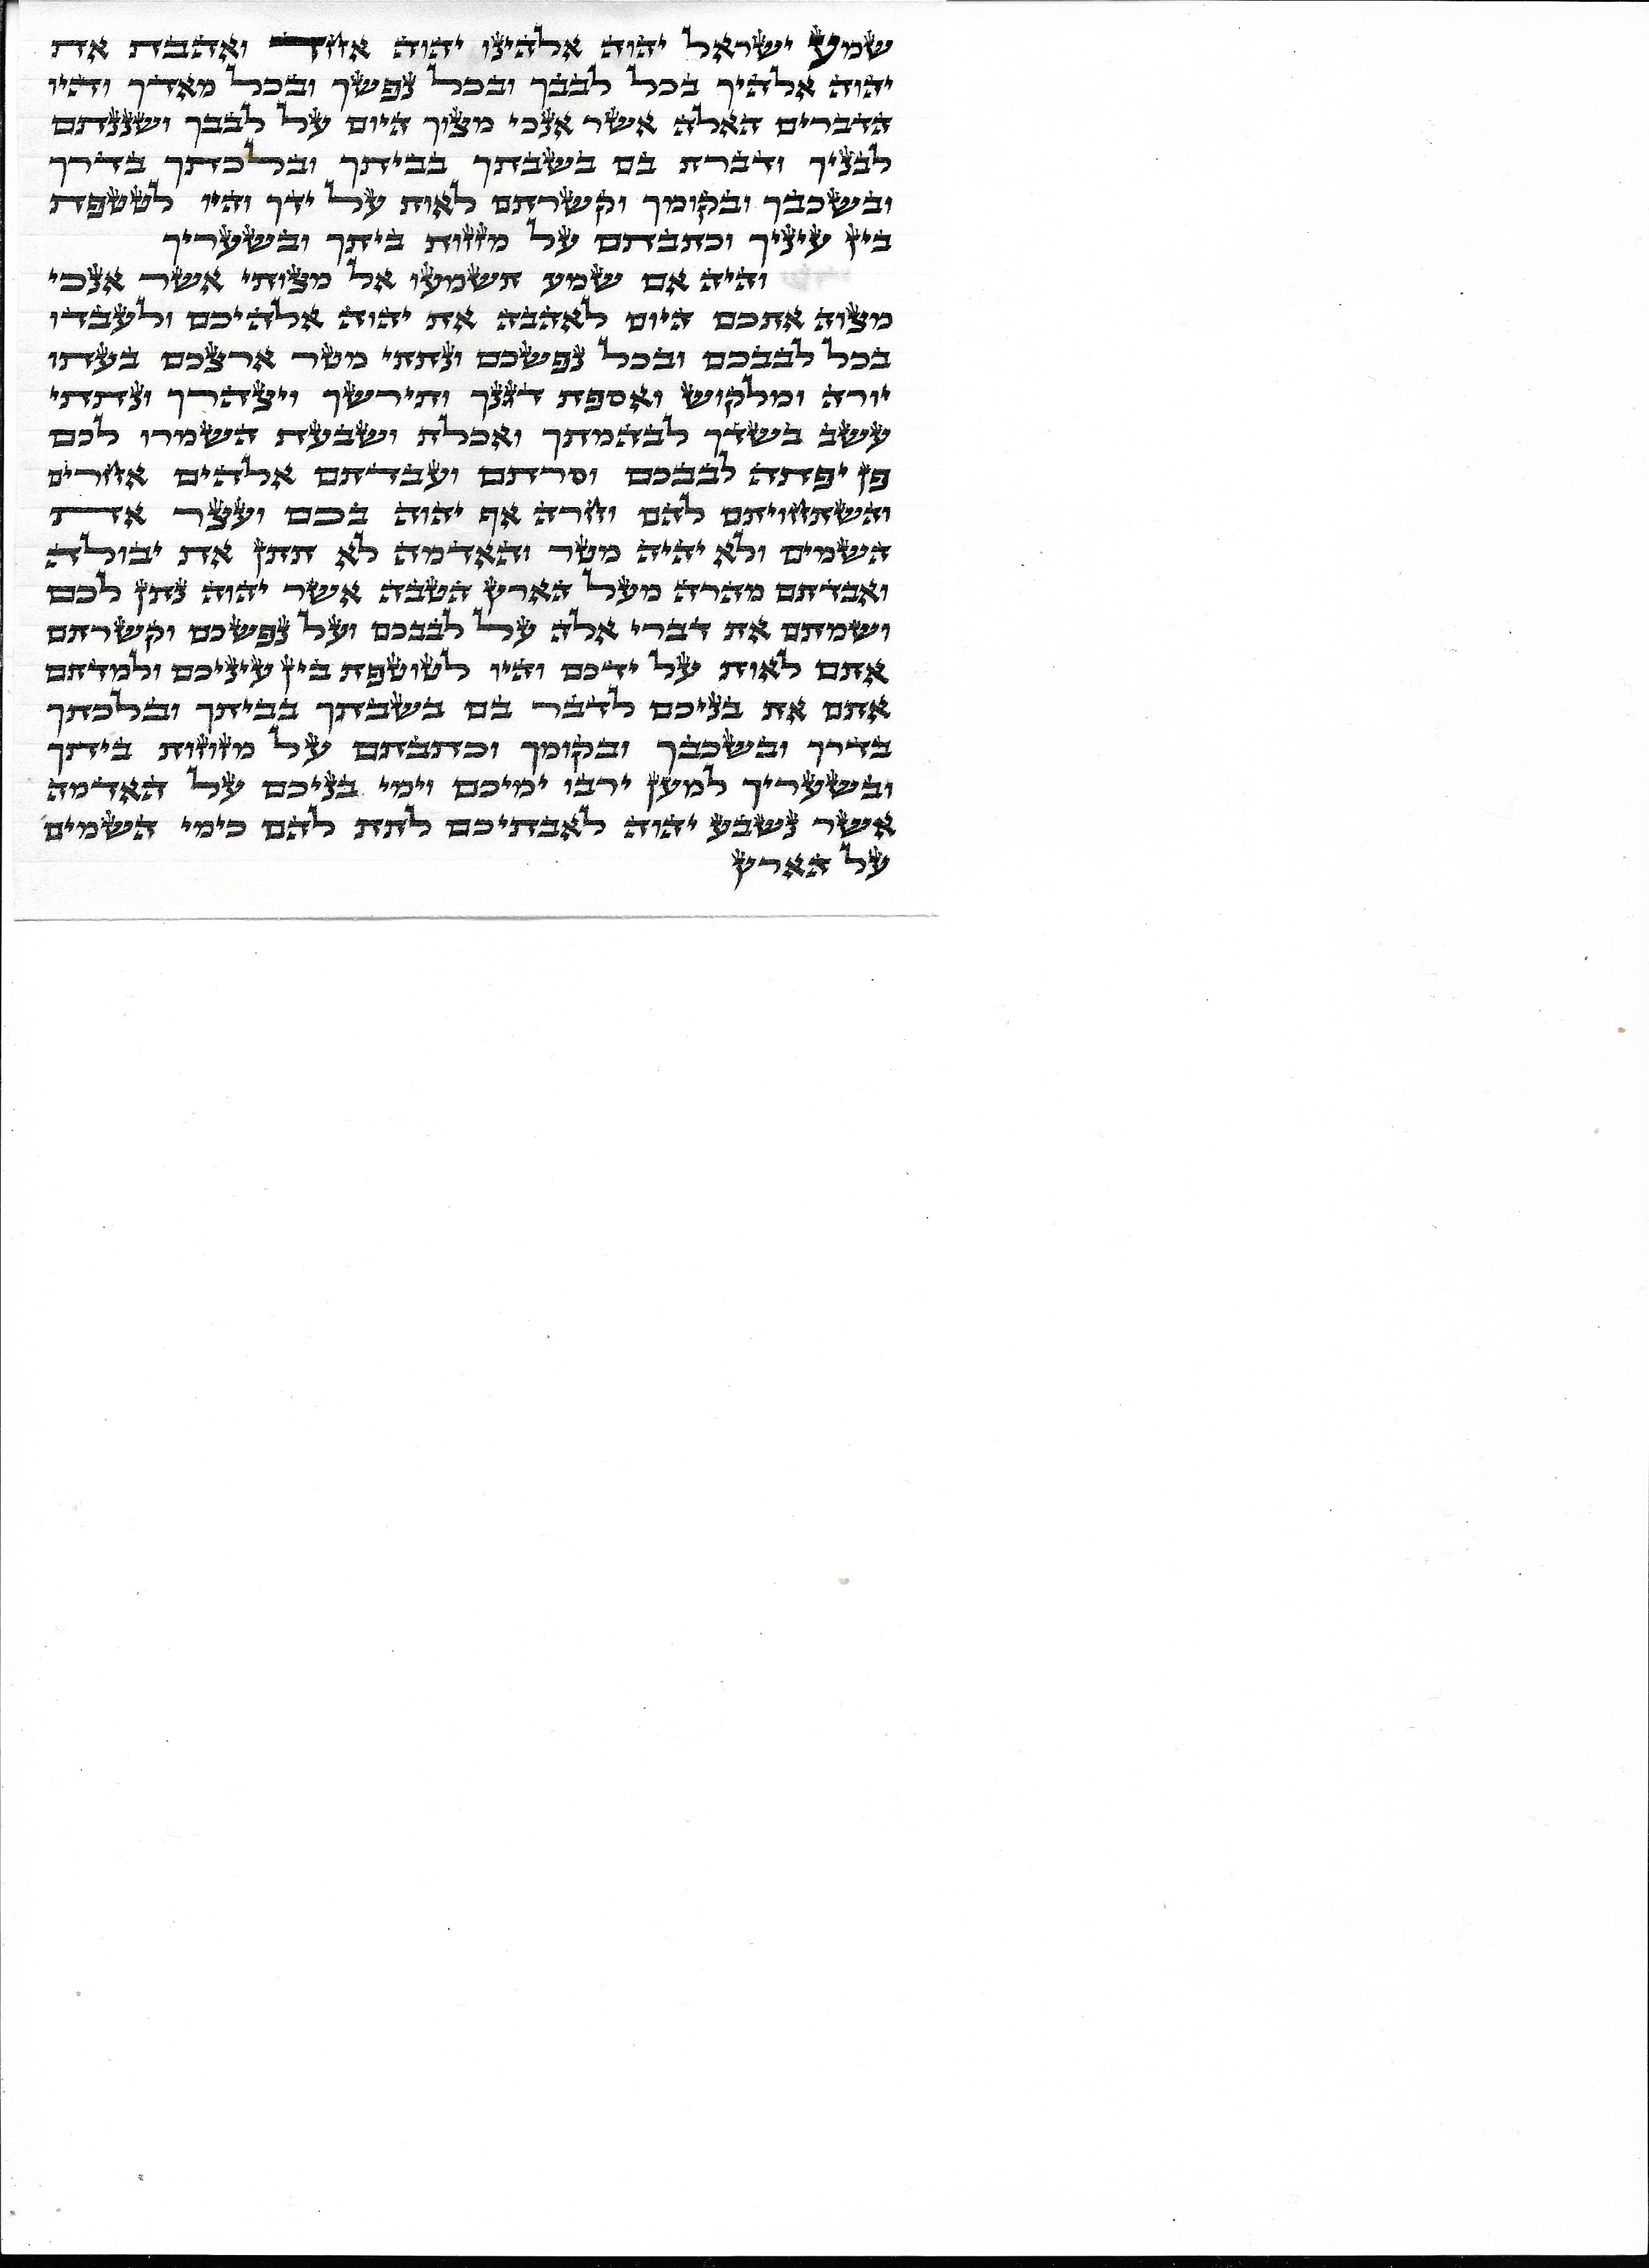 שמע ישראל יהוה אלהינו יהוה אחד ואהבת את
יהוה אלהיך בכל לבבך ובכל נפשך ובכל מאדך והיו
הדברים האלה אשר אנכי מצוך היום על לבבך ושננתם
לבניך ודברת בם בשבתך בביתך ובלכתך בדרך
ובשכבך ובקומך וקשרתם לאות על ידך והיו לטטפת
בין עיניך וכתבתם על מזזות ביתך ובשעריך
והיה אם שמע תשמעו אל מצותי אשר אנכי
מצוה אתכם היום לאהבה את יהוה אלהיכם ולעבדו
בכל לבבכם ובכל נפשכם ונתתי מטר ארצכם בעתו
יורה ומלקוש ואספת דגנך ותירשך ויצהרך ונתתי
עשב בשדך לבהמתך ואכלת ושבעת השמרו לכם
פן יפתה לבבכם וסרתם ועבדתם אלהים אחרים
והשתחויתם להם וחרה אף יהוה בכם ועצר את
השמים ולא יהיה מטר והאדמה לא תתן את יבולה
ואבדתם מהרה מעל הארץ הטבה אשר יהוה נתן לכם
ושמתם את דברי אלה על לבבכם ועל נפשכם וקשרתם
אתם לאות על ידכם והיו לטוטפת בין עיניכם ולמדתם
אתם את בניכם לדבר בם בשבתך בביתך ובלכתך
בדרך ובשכבך ובקומך וכתבתם על מזוזות ביתך
ובשעריך למען ירבו ימיכם וימי בניכם על האדמה
אשר נשבע יהוה לאבתיכם לתת להם כימי השמים
על הארץ